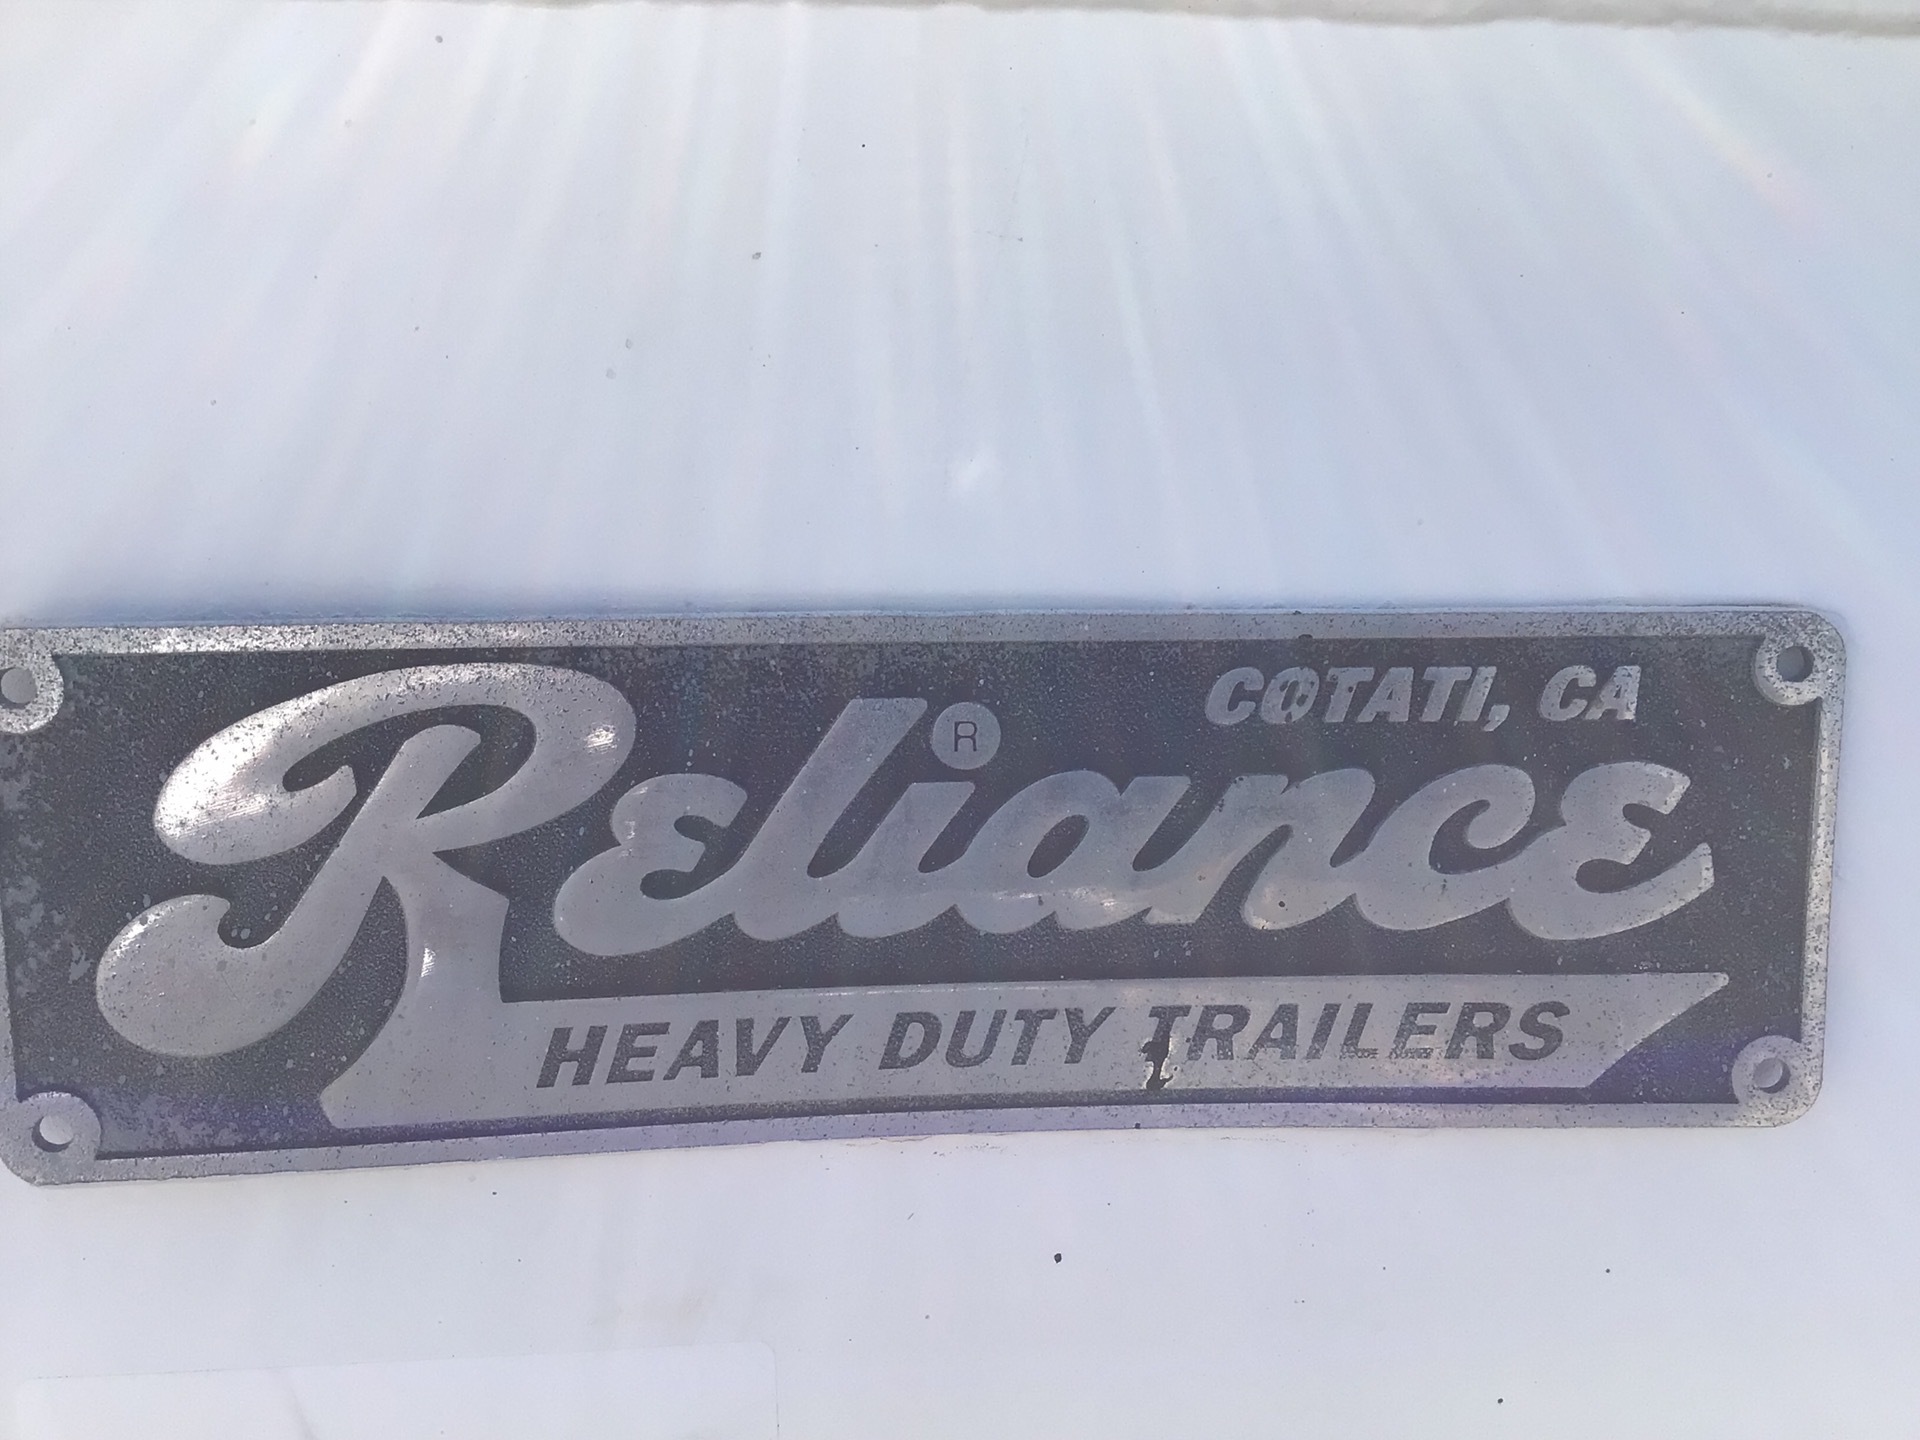 COTATI, CA
Reliance ®
HEAVY DUTY TRAILERS